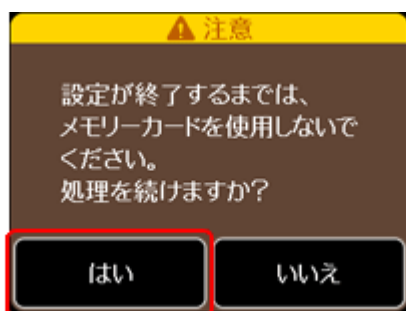 注意
設定が終了するまでは、
メモリーカードを使用しないで
ください。
処理を続けますか?
はい
いいえ